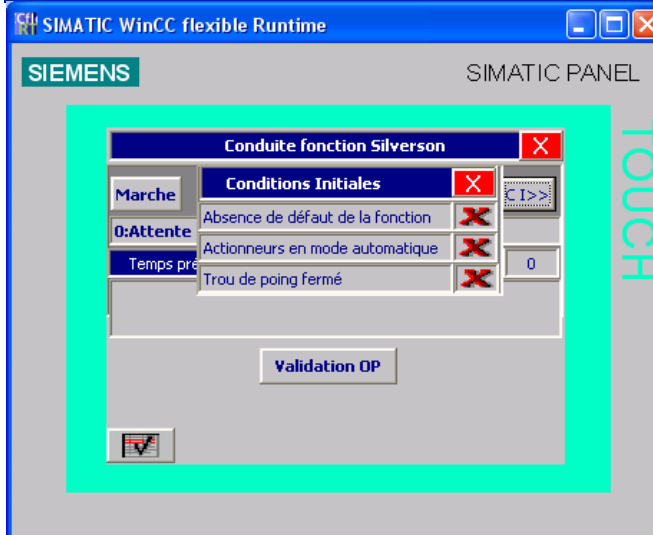 SIMATIC WinCC flexible Runtime
SIEMENS
SIMATIC PANEL
TOUCH
Conduite fonction Silverson
X
Conditions Initiales
X
Marche
C I>>
Absence de défaut de la fonction
0:Attente
Actionneurs en mode automatique
Temps pré
0
Trou de poing fermé
Validation OP